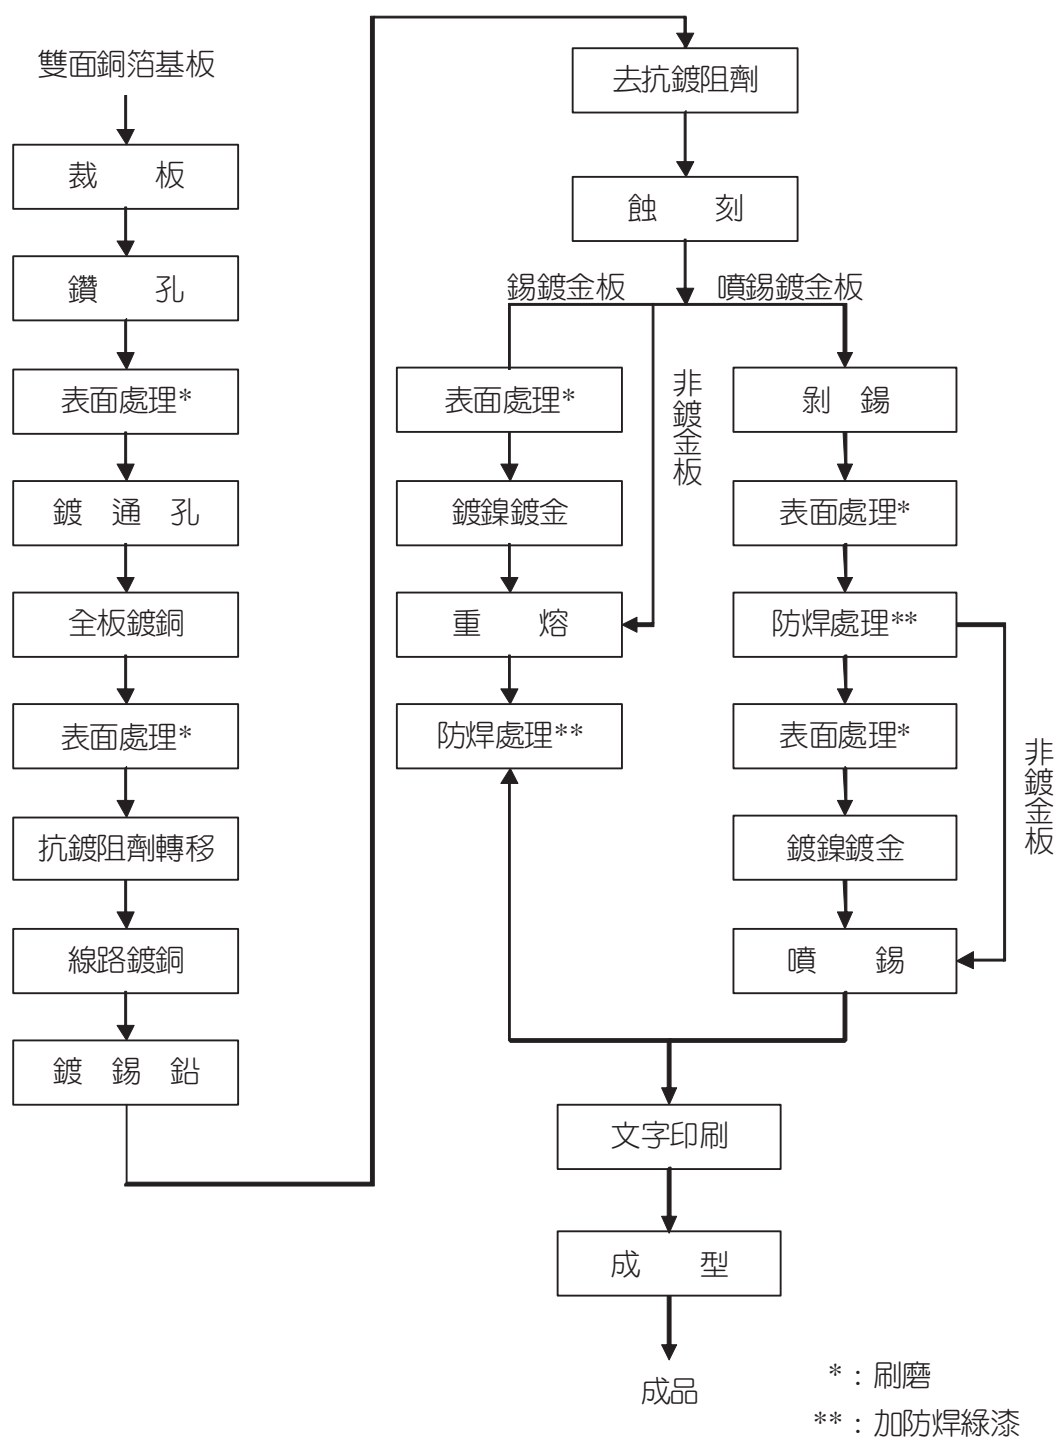 雙面銅箔基板
裁 板
鑽 孔
表面處理*
鍍 通 孔
全板鍍銅
表面處理*
抗鍍阻劑轉移
線路鍍銅
鍍 錫 鉛
去抗鍍阻劑
蝕 刻
錫鍍金板
噴錫鍍金板
表面處理*
鍍鎳鍍金
重 熔
防焊處理**
非鍍金板
剝 錫
表面處理*
防焊處理**
表面處理*
鍍鎳鍍金
噴 錫
非鍍金板
文字印刷
成 型
成品
*：刷磨
**：加防焊綠漆